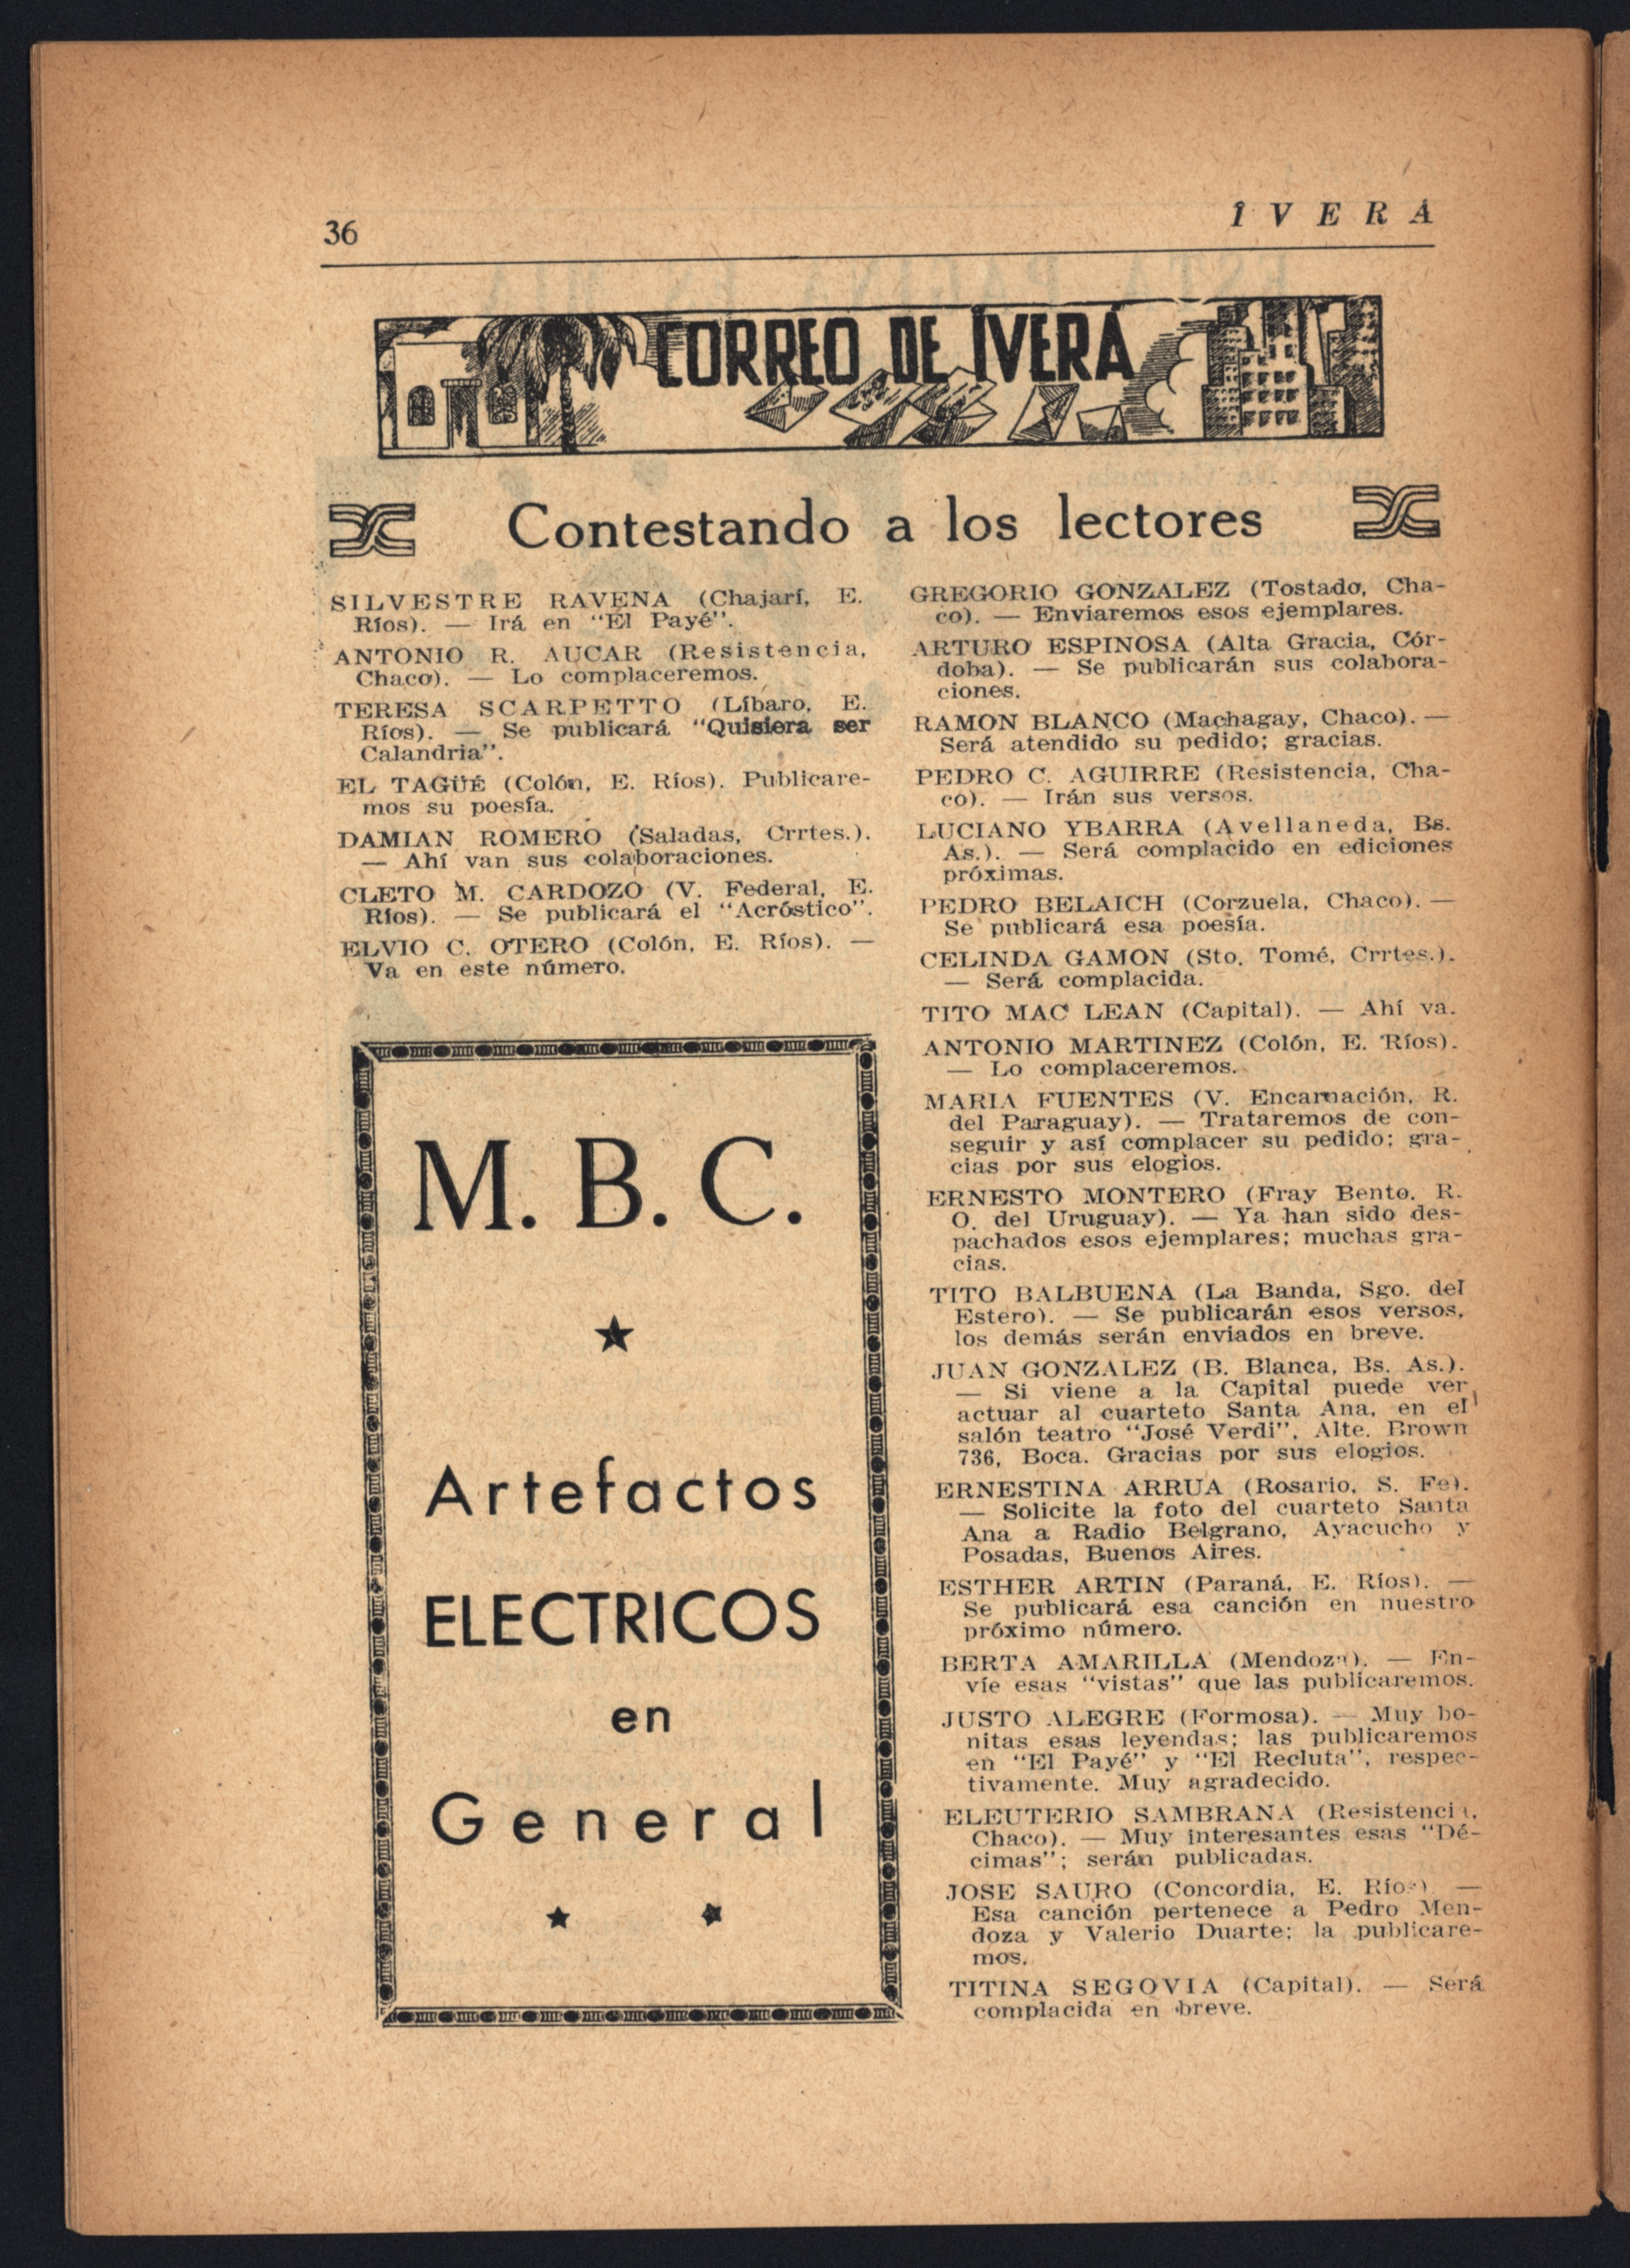 36
Î V E R Á
CORREO DE IVERÁ
Contestando a los lectores
SILVESTRE RAVENA (Chajarí, E.
Ríos). — Irá en "El Payé".
ANTONIO R. AUCAR (Resistencia,
Chaco). — Lo complaceremos.
TERESA SCARPETTO (Líbaro, E.
Ríos). — Se publicará "Quisiera ser
Calandria".
EL TAGÜÉ (Colón, E. Ríos). Publicare-
mos su poesía.
DAMIAN ROMERO (Saladas, Crrtes.).
— Ahí van sus colaboraciones.
CLETO M. CARDOZO (V. Federal, E.
Ríos). — Se publicará el "Acróstico".
ELVIO C. OTERO (Colón, E. Ríos). —
Va en este número.
M. B. C.
Artefactos
ELECTRICOS
en
General
GREGORIO GONZALEZ (Tostado, Cha-
co). — Enviaremos esos ejemplares.
ARTURO ESPINOSA (Alta Gracia, Cór-
doba). — Se publicarán sus colabora-
ciones.
RAMON BLANCO (Machagay, Chaco). —
Será atendido su pedido; gracias.
PEDRO C. AGUIRRE (Resistencia, Cha-
co). — Irán sus versos.
LUCIANO YBARRA (Avellaneda, Bs.
As.). — Será complacido en ediciones
próximas.
PEDRO BELAICH (Corzuela, Chaco). —
Se publicará esa poesía.
CELINDA GAMON (Sto. Tomé, Crrtes.).
— Será complacida.
TITO MAC LEAN (Capital). — Ahí va.
ANTONIO MARTINEZ (Colón, E. Ríos).
— Lo complaceremos.
MARIA FUENTES (V. Encarnación, R.
del Paraguay). — Trataremos de con-
seguir y así complacer su pedido; gra-
cias por sus elogios.
ERNESTO MONTERO (Fray Bento. R.
O. del Uruguay). — Ya han sido des-
pachados esos ejemplares; muchas gra-
cias.
TITO BALBUENA (La Banda, Sgo. del
Estero). — Se publicarán esos versos,
los demás serán enviados en breve.
JUAN GONZALEZ (B. Blanca, Bs. As.).
— Si viene a la Capital puede ver
actuar al cuarteto Santa Ana, en el
salón teatro "José Verdi", Alte. Brown
736, Boca. Gracias por sus elogios.
ERNESTINA ARRUA (Rosario, S. Fe).
— Solicite la foto del cuarteto Santa
Ana a Radio Belgrano, Ayacucho y
Posadas, Buenos Aires.
ESTHER ARTIN (Paraná, E. Ríos). —
Se publicará esa canción en nuestro
próximo número.
BERTA AMARILLA (Mendoza). — En-
víe esas "vistas" que las publicaremos.
JUSTO ALEGRE (Formosa). — Muy bo-
nitas esas leyendas; las publicaremos
en "El Payé" y "El Recluta", respec-
tivamente. Muy agradecido.
ELEUTERIO SAMBRANA (Resistencia,
Chaco). — Muy interesantes esas "Dé-
cimas"; serán publicadas.
JOSE SAURO (Concordia, E. Ríos) —
Esa canción pertenece a Pedro Men-
doza y Valerio Duarte; la publicare-
mos.
TITINA SEGOVIA (Capital). — Será
complacida en breve.